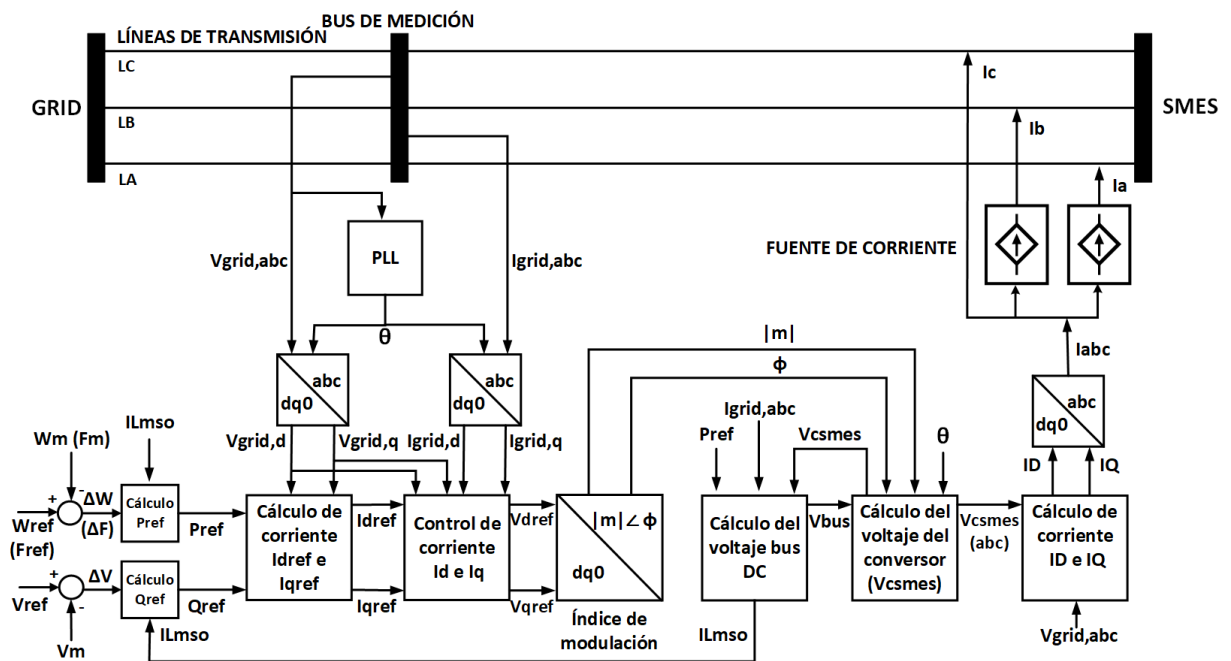 BUS DE MEDICIÓN
LÍNEAS DE TRANSMISIÓN
LC
GRID
LB
LA
SMES
Ic
Ib
Ia
FUENTE DE CORRIENTE
Vgrid,abc
PLL
Igrid,abc
θ
abc
dq0
abc
dq0
|m|
ϕ
Iabc
abc
dq0
Vgrid,d
Vgrid,q
Igrid,d
Igrid,q
Wm (Fm)
ILmso
Pref
Igrid,abc
Vcsmes
θ
ID
IQ
+
-
ΔW
(ΔF)
Wref
(Fref)
Cálculo
Pref
Pref
Cálculo de
corriente
Idref e
Iqref
Idref
Iqref
Control de
corriente
Id e Iq
Vdref
Vqref
|m|∠ϕ
dq0
Índice de
modulación
Cálculo del
voltaje bus
DC
Vbus
Cálculo del
voltaje del
conversor
(Vcsmes)
Vcsmes
(abc)
Cálculo de
corriente
ID e IQ
+
-
ΔV
Vref
Vm
Cálculo
Qref
Qref
ILmso
ILmso
Vgrid,abc